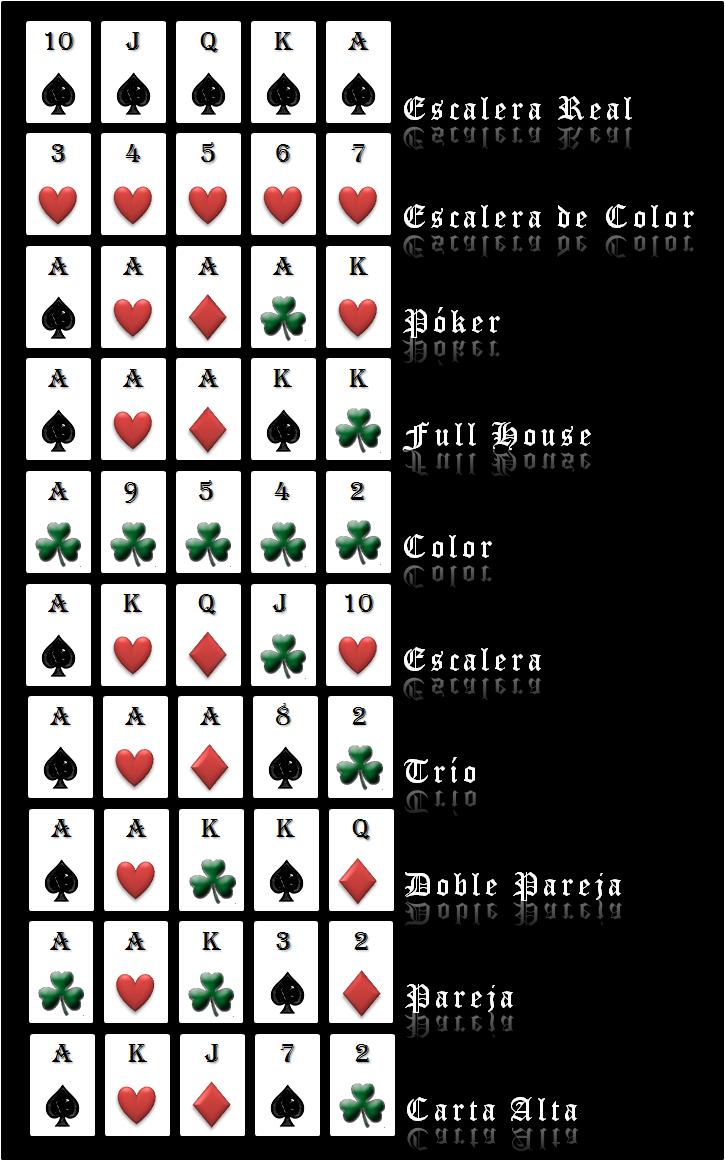 10 J Q K A Escalera Real
3 4 5 6 7 Escalera de Color
A A A A K Póker
A A A K K Full House
A 9 5 4 2 Color
A K Q J 10 Escalera
A A A 8 2 Trío
A A K K Q Doble Pareja
A A K 3 2 Pareja
A K J 7 2 Carta Alta